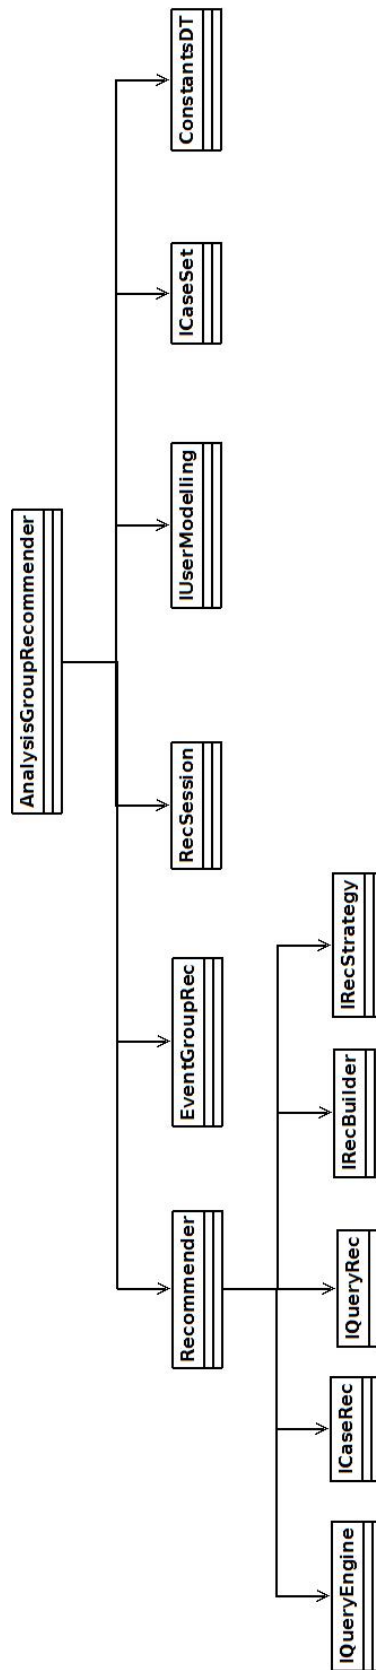 AnalysisGroupRecommender
Recommender
EventGroupRec
RecSession
IUserModelling
ICaseSet
ConstantsDT
IQueryEngine
ICaseRec
IQueryRec
IRecBuilder
IRecStrategy